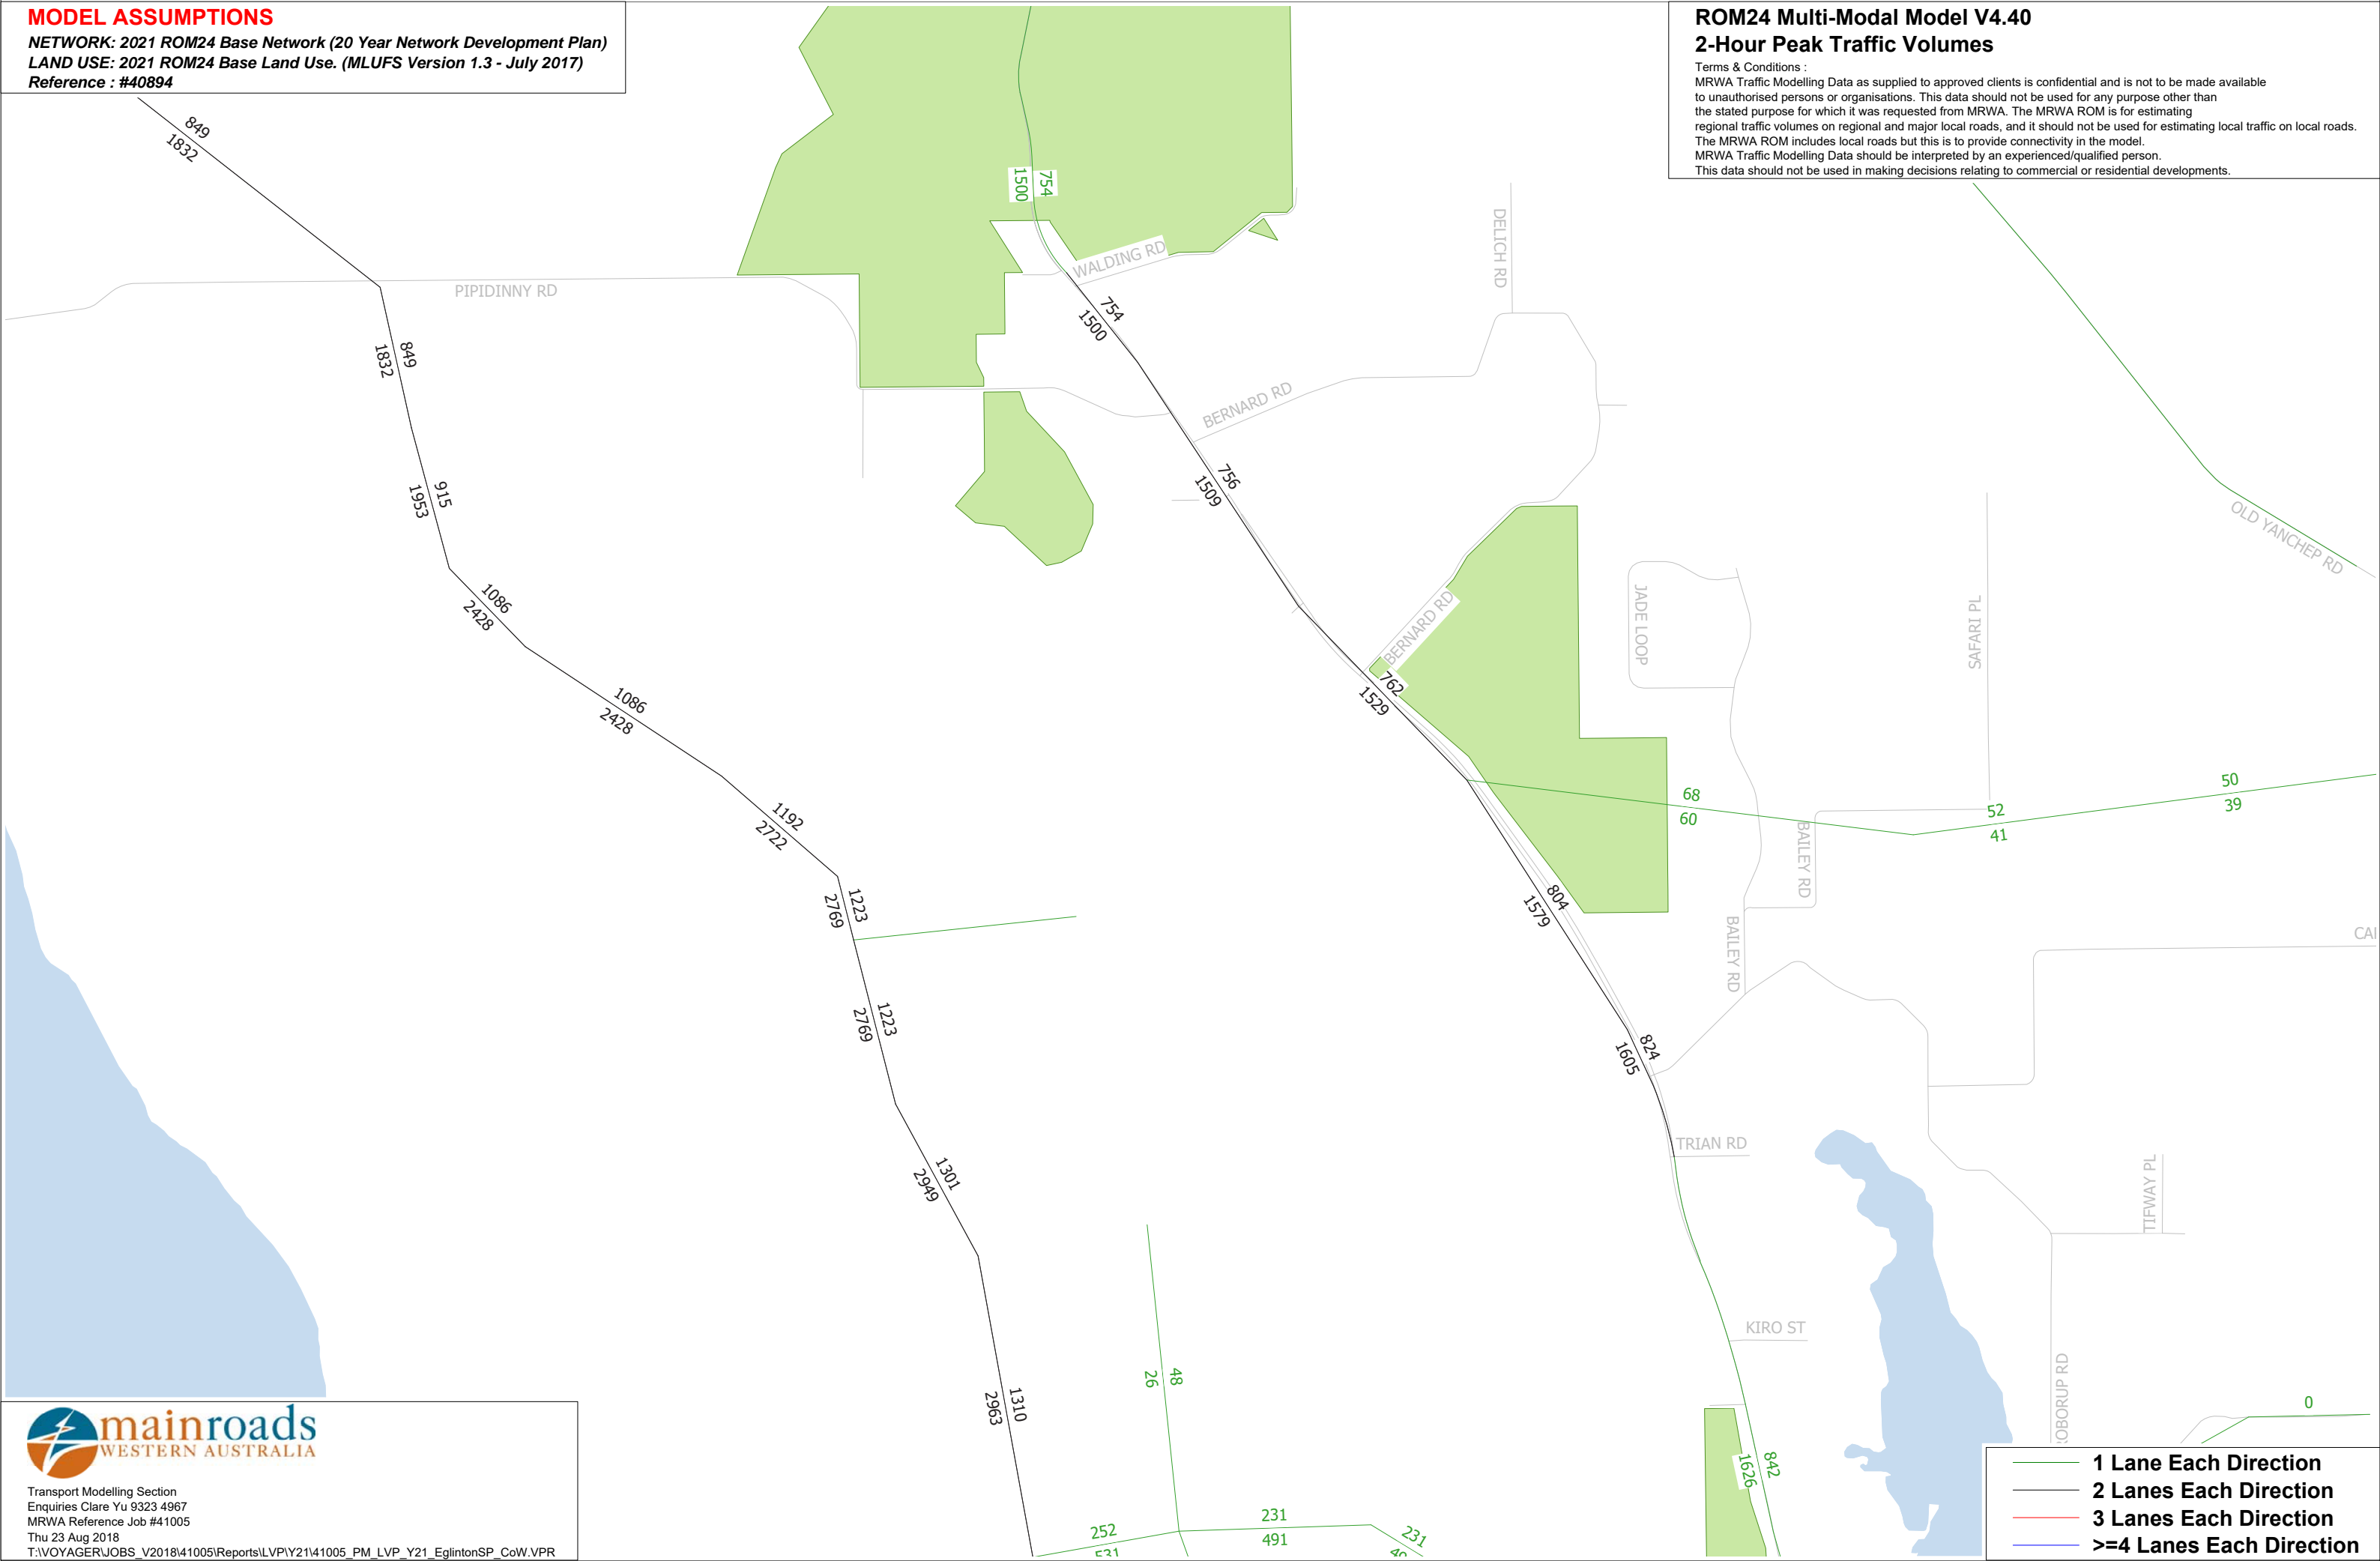 MODEL ASSUMPTIONS
NETWORK: 2021 ROM24 Base Network (20 Year Network Development Plan)
LAND USE: 2021 ROM24 Base Land Use. (MLUFS Version 1.3 - July 2017)
Reference : #40894
ROM24 Multi-Modal Model V4.40
2-Hour Peak Traffic Volumes
Terms & Conditions :
MRWA Traffic Modelling Data as supplied to approved clients is confidential and is not to be made available
to unauthorised persons or organisations. This data should not be used for any purpose other than
the stated purpose for which it was requested from MRWA. The MRWA ROM is for estimating
regional traffic volumes on regional and major local roads, and it should not be used for estimating local traffic on local roads.
The MRWA ROM includes local roads but this is to provide connectivity in the model.
MRWA Traffic Modelling Data should be interpreted by an experienced/qualified person.
This data should not be used in making decisions relating to commercial or residential developments.
849
1832
1500
754
WALDING RD
DELICH RD
PIPIDINNY RD
754
1500
849
1832
BERNARD RD
756
1509
915
1953
OLD YANCHEP RD
1086
2428
JADE LOOP
SAFARI PL
BERNARD RD
762
1529
1086
2428
68
60
52
41
50
39
1192
2722
BAILEY RD
804
1579
1223
2769
BAILEY RD
CAI
1223
2769
824
1605
TRIAN RD
1301
2949
TIFWAY PL
KIRO ST
48
26
1310
2963
OBORUP RD
0
842
1626
252
531
231
491
231
mainroads
WESTERN AUSTRALIA
Transport Modelling Section
Enquiries Clare Yu 9323 4967
MRWA Reference Job #41005
Thu 23 Aug 2018
T:\VOYAGER\JOBS_V2018\41005\Reports\LVP\Y21\41005_PM_LVP_Y21_EglintonSP_CoW.VPR
1 Lane Each Direction
2 Lanes Each Direction
3 Lanes Each Direction
>=4 Lanes Each Direction